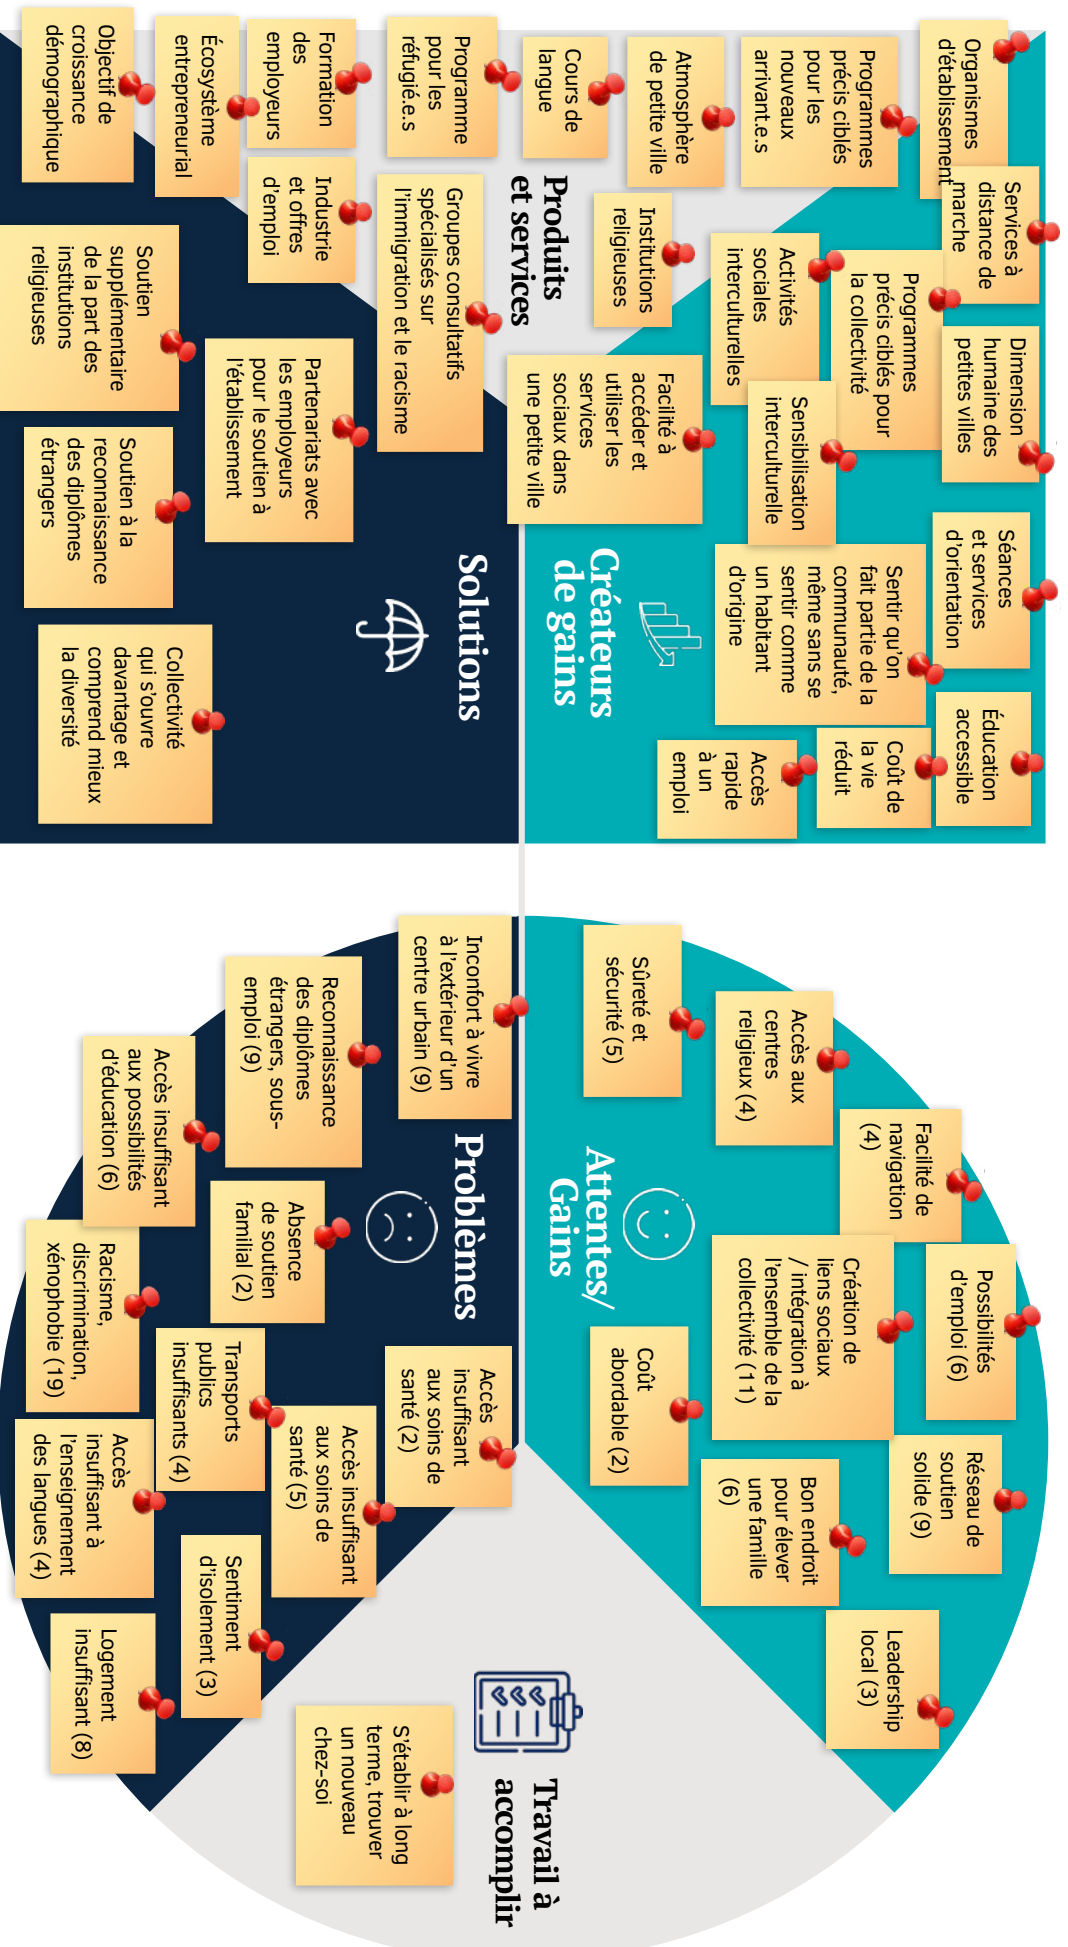 Organismes
d'établissement
Services à
distance de
marche
Dimension
humaine des
petites villes
Séances
et services
d'orientation
Éducation
accessible
Programmes
précis ciblés
pour les
nouveaux
arrivant.e.s
Programmes
précis ciblés pour
la collectivité
Activités
sociales
interculturelles
Sensibilisation
interculturelle
Sentir qu'on
fait partie de la
communauté,
même sans se
sentir comme
un habitant
d'origine
Coût de
la vie
réduit
Accès
rapide
à un
emploi
Facilité à
accéder et
utiliser les
services
sociaux dans
une petite ville
Créateurs
de gains
Atmosphère
de petite ville
Institutions
religieuses
Cours de
langue
Produits
et services
Programme
pour les
réfugié.e.s
Groupes consultatifs
spécialisés sur
l'immigration et le racisme
Formation
des
employeurs
Industrie
et offres
d'emploi
Écosystème
entrepreneurial
Objectif de
croissance
démographique
Solutions
Partenariats avec
les employeurs
pour le soutien à
l'établissement
Soutien
supplémentaire
de la part des
institutions
religieuses
Soutien à la
reconnaissance
des diplômes
étrangers
Collectivité
qui s'ouvre
davantage et
comprend mieux
la diversité
Sûreté et
sécurité (5)
Accès aux
centres
religieux (4)
Facilité de
navigation
(4)
Possibilités
d'emploi (6)
Création de
liens sociaux
/ intégration à
l'ensemble de la
collectivité (11)
Réseau de
soutien
solide (9)
Attentes/
Gains
Coût
abordable (2)
Bon endroit
pour élever
une famille
(6)
Leadership
local (3)
Inconfort à vivre
à l'extérieur d'un
centre urbain (9)
Reconnaissance
des diplômes
étrangers, sous-
emploi (9)
Accès insuffisant
aux possibilités
d'éducation (6)
Problèmes
Absence
de soutien
familial (2)
Racisme,
discrimination,
xénophobie (19)
Accès
insuffisant
aux soins de
santé (2)
Transports
publics
insuffisants (4)
Accès insuffisant
aux soins de
santé (5)
Accès
insuffisant à
l'enseignement
des langues (4)
Sentiment
d'isolement (3)
Logement
insuffisant (8)
Travail à
accomplir
S'établir à long
terme, trouver
un nouveau
chez-soi